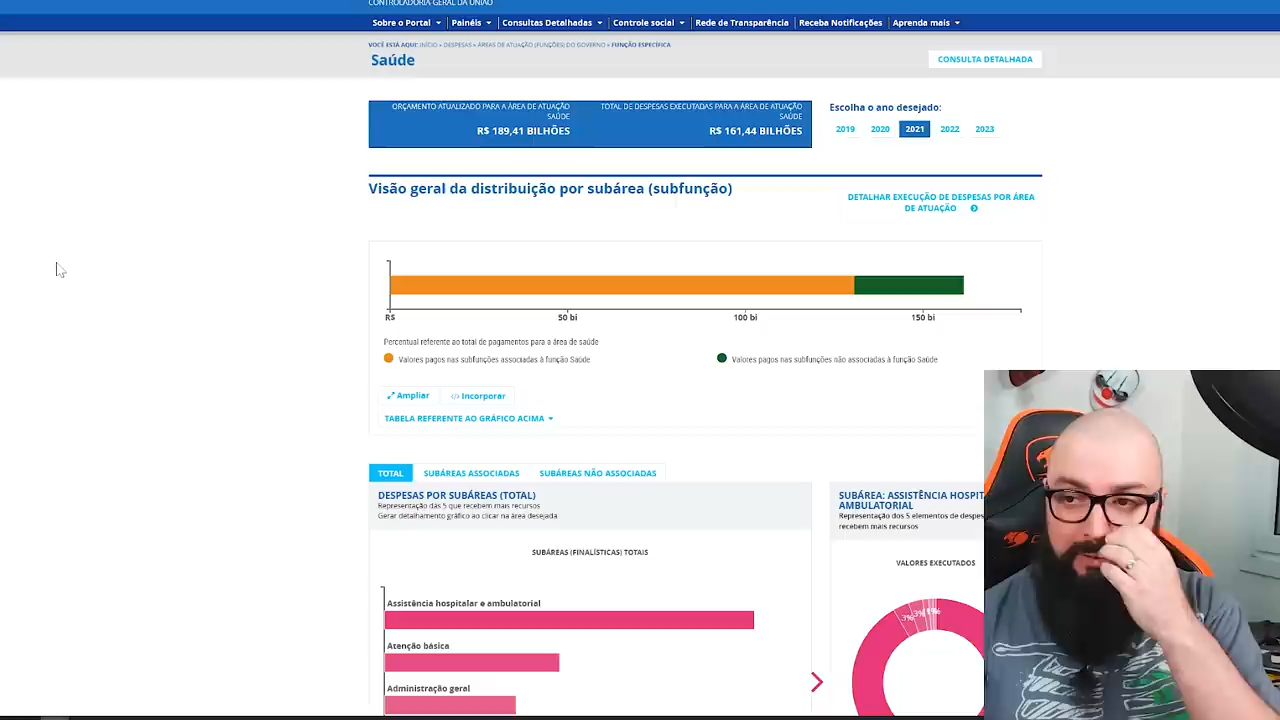 CONTROLADORIA-GERAL DA UNIÃO
Sobre o Portal Painéis Consultas Detalhadas Controle social Rede de Transparência Receba Notificações Aprenda mais
VOCÊ ESTÁ AQUI: INÍCIO » DESPESAS » ÁREAS DE ATUAÇÃO (FUNÇÕES) DO GOVERNO » FUNÇÃO ESPECÍFICA
Saúde
CONSULTA DETALHADA
ORÇAMENTO ATUALIZADO PARA A ÁREA DE ATUAÇÃO
SAÚDE
R$ 189,41 BILHÕES
TOTAL DE DESPESAS EXECUTADAS PARA A ÁREA DE ATUAÇÃO
SAÚDE
R$ 161,44 BILHÕES
Escolha o ano desejado:
2019 2020 2021 2022 2023
Visão geral da distribuição por subárea (subfunção)
DETALHAR EXECUÇÃO DE DESPESAS POR ÁREA
DE ATUAÇÃO
R$ 50 bi 100 bi 150 bi
Percentual referente ao total de pagamentos para a área de saúde
Valores pagos nas subfunções associadas à função Saúde
Valores pagos nas subfunções não associadas à função Saúde
Ampliar </> Incorporar
TABELA REFERENTE AO GRÁFICO ACIMA
TOTAL SUBÁREAS ASSOCIADAS SUBÁREAS NÃO ASSOCIADAS
DESPESAS POR SUBÁREAS (TOTAL)
Representação das 5 que recebem mais recursos
Gerar detalhamento gráfico ao clicar na área desejada
SUBÁREAS (FINALÍSTICAS) TOTAIS
Assistência hospitalar e ambulatorial
Atenção básica
Administração geral
SUBÁREA: ASSISTÊNCIA HOSPIT
AMBULATORIAL
Representação dos 5 elementos de despes
recebem mais recursos
VALORES EXECUTADOS
3% 3% 1%